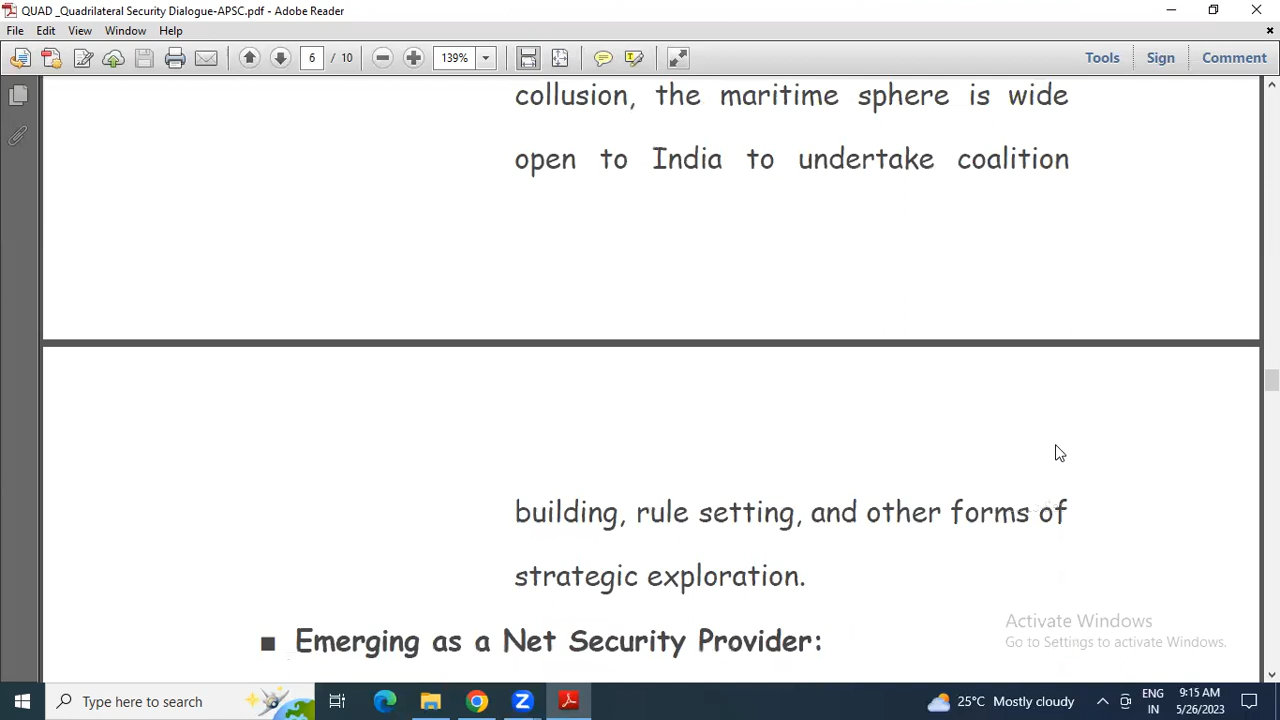 QUAD _Quadrilateral Security Dialogue-APSC.pdf - Adobe Reader
File Edit View Window Help
6 / 10 139% Tools Sign Comment
collusion, the maritime sphere is wide
open to India to undertake coalition
building, rule setting, and other forms of
strategic exploration.
■ Emerging as a Net Security Provider:
Activate Windows
Go to Settings to activate Windows.
Type here to search
25°C Mostly cloudy
ENG
IN
9:15 AM
5/26/2023